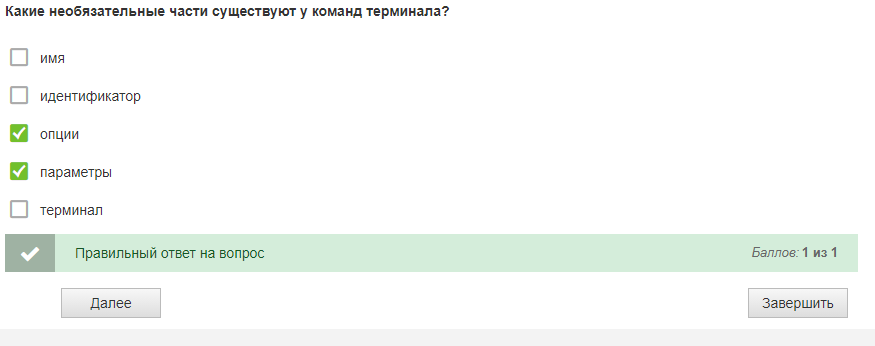 Какие необязательные части существуют у команд терминала?
имя
идентификатор
опции
параметры
терминал
Правильный ответ на вопрос Баллов: 1 из 1
Далее Завершить